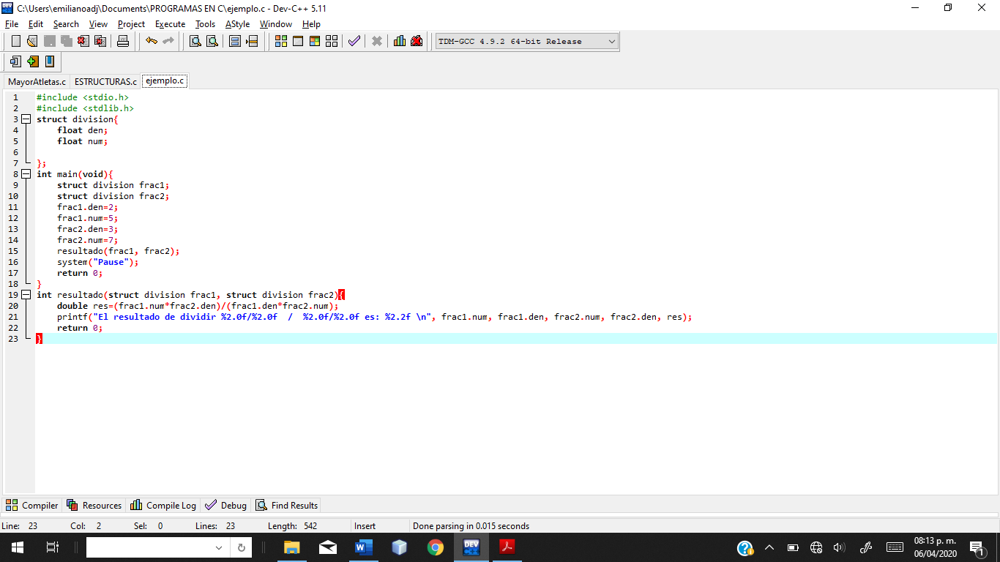 C:\Users\emilianoadj\Documents\PROGRAMAS EN C\ejemplo.c - Dev-C++ 5.11
File Edit Search View Project Execute Tools AStyle Window Help
TDM-GCC 4.9.2 64-bit Release
MayorAtletas.c ESTRUCTURAS.c ejemplo.c
1 #include <stdio.h>
2 #include <stdlib.h>
3 struct division{
4 float den;
5 float num;
6
7 };
8 int main(void){
9 struct division frac1;
10 struct division frac2;
11 frac1.den=2;
12 frac1.num=5;
13 frac2.den=3;
14 frac2.num=7;
15 resultado(frac1, frac2);
16 system("Pause");
17 return 0;
18 }
19 int resultado(struct division frac1, struct division frac2){
20 double res=(frac1.num*frac2.den)/(frac1.den*frac2.num);
21 printf("El resultado de dividir %2.0f/%2.0f  /  %2.0f/%2.0f es: %2.2f \n", frac1.num, frac1.den, frac2.num, frac2.den, res);
22 return 0;
23 }
Compiler Resources Compile Log Debug Find Results
Line: 23 Col: 2 Sel: 0 Lines: 23 Length: 542 Insert Done parsing in 0.015 seconds
DEV
08:13 p. m.
06/04/2020
1